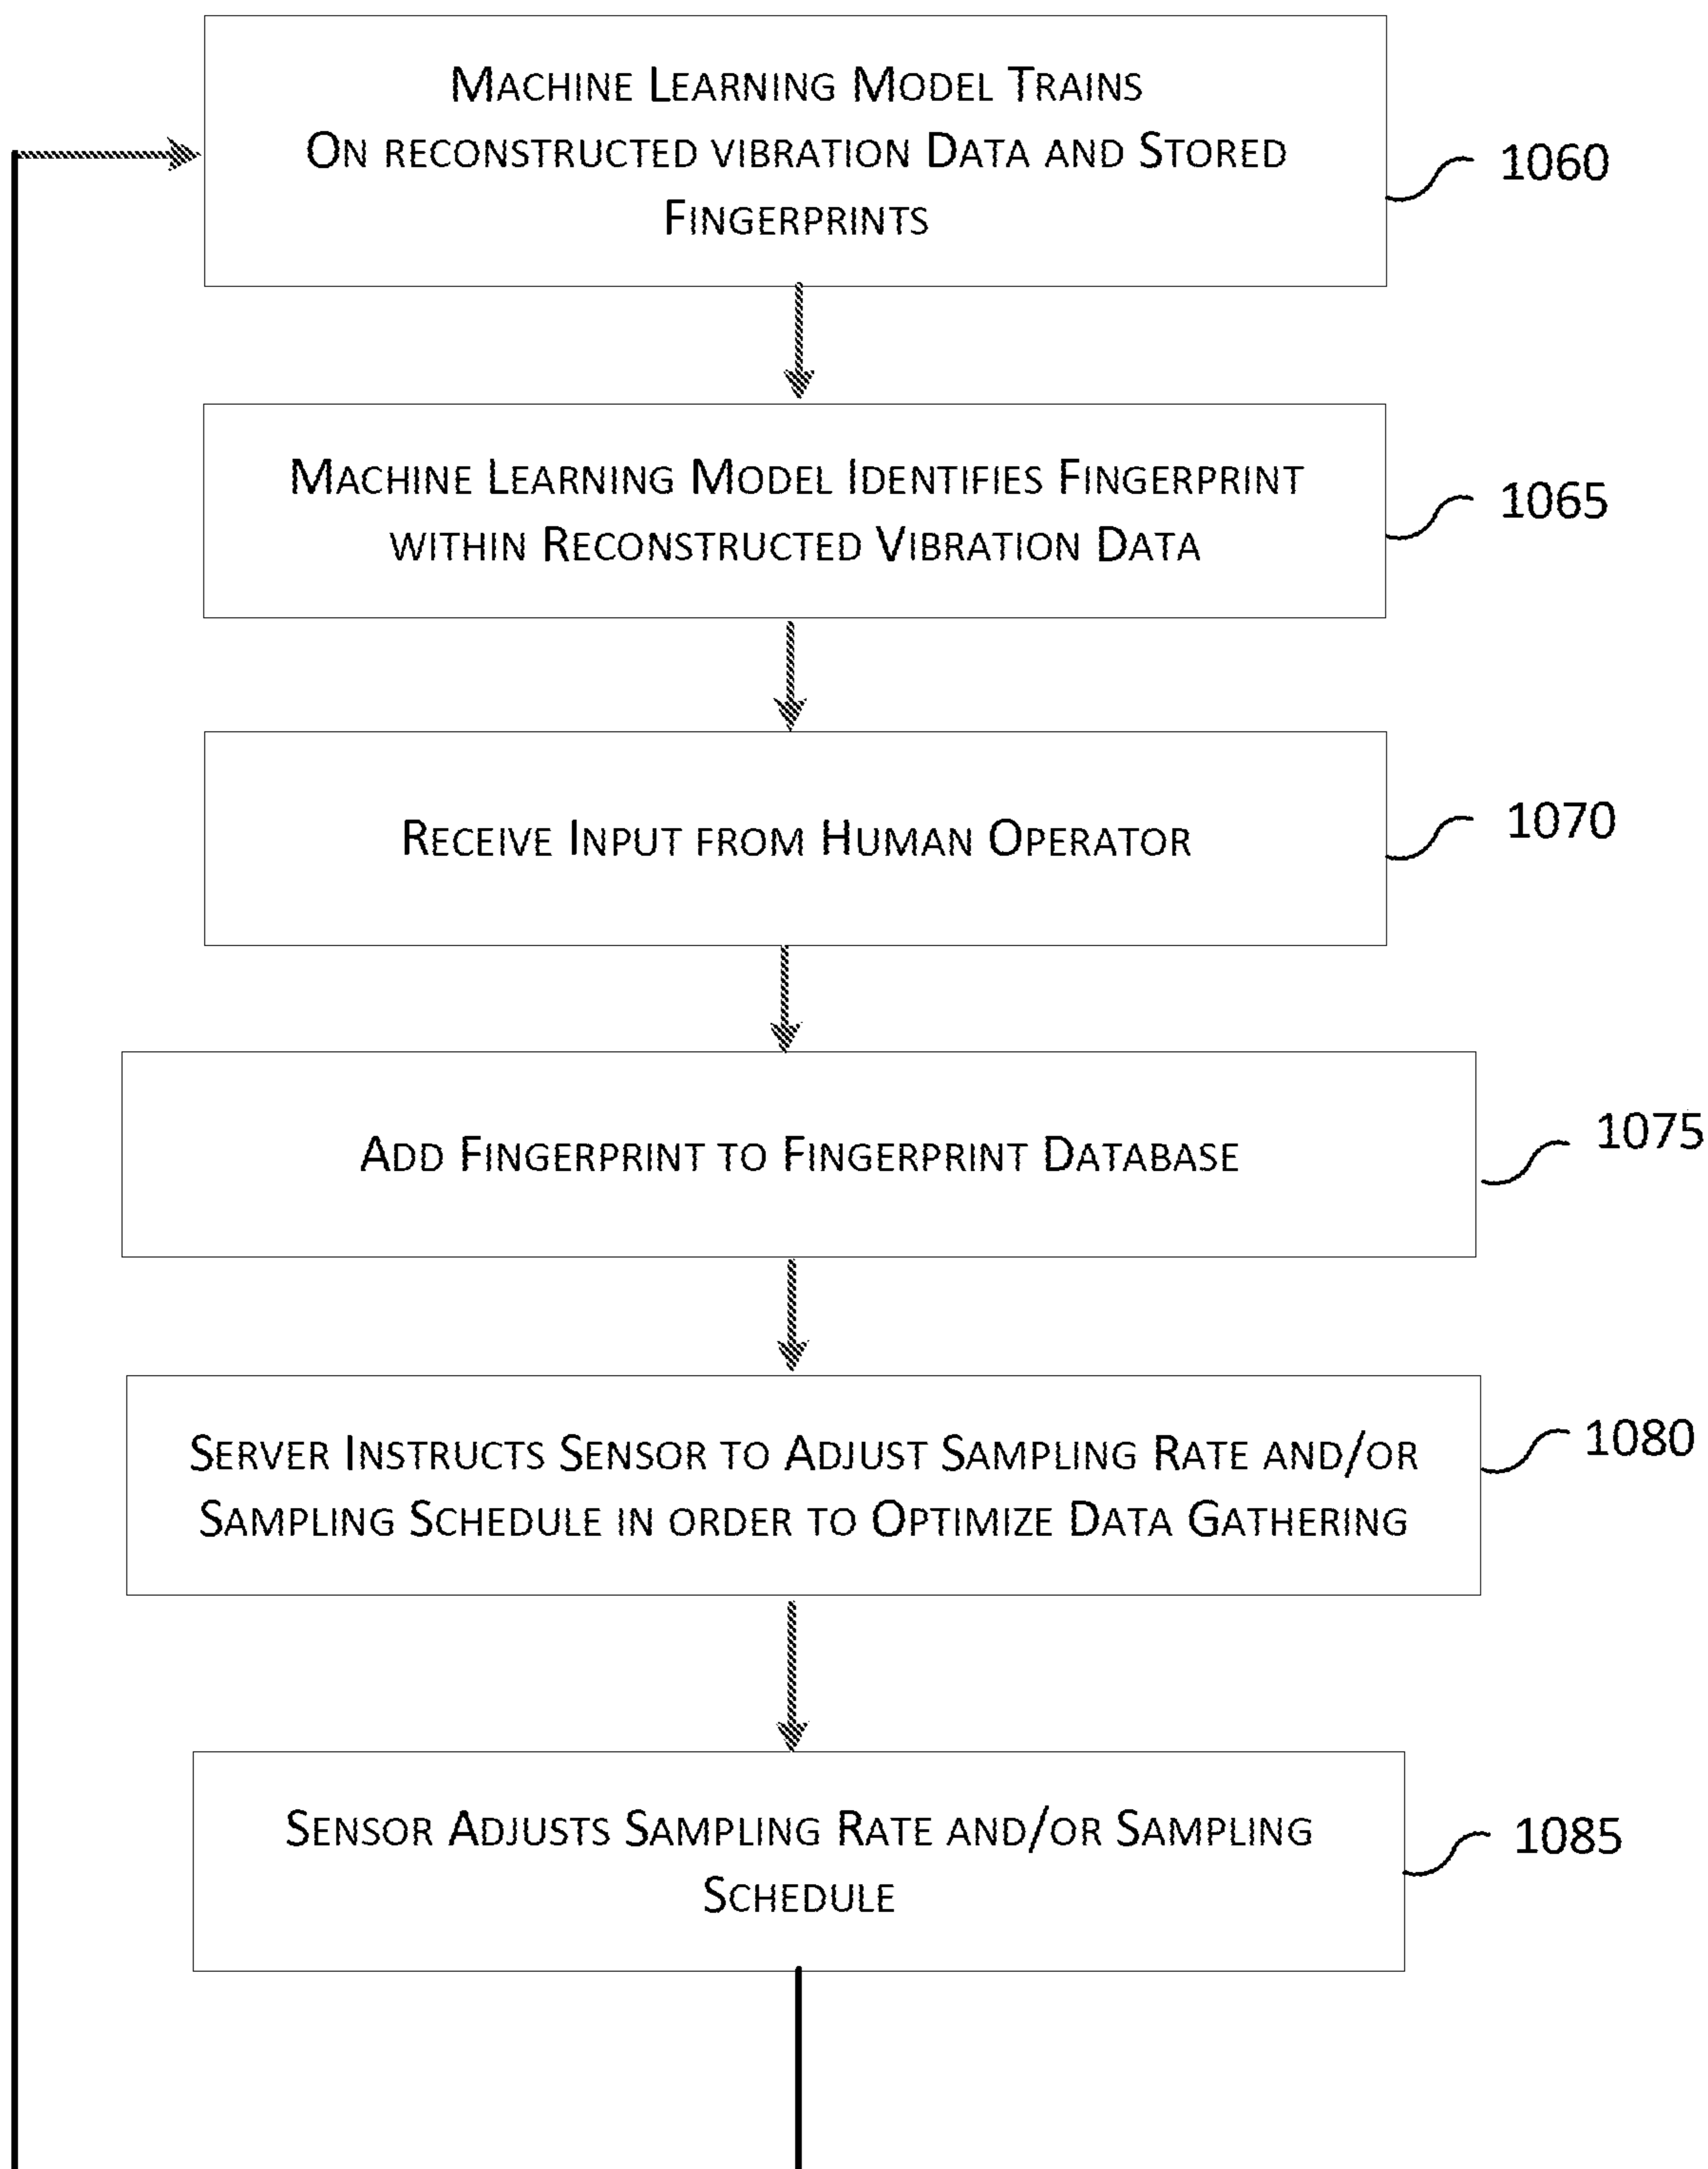 Machine Learning Model Trains
On reconstructed vibration Data and Stored
Fingerprints
1060
Machine Learning Model Identifies Fingerprint
within Reconstructed Vibration Data
1065
Receive Input from Human Operator
1070
Add Fingerprint to Fingerprint Database
1075
Server Instructs Sensor to Adjust Sampling Rate and/or
Sampling Schedule in order to Optimize Data Gathering
1080
Sensor Adjusts Sampling Rate and/or Sampling
Schedule
1085